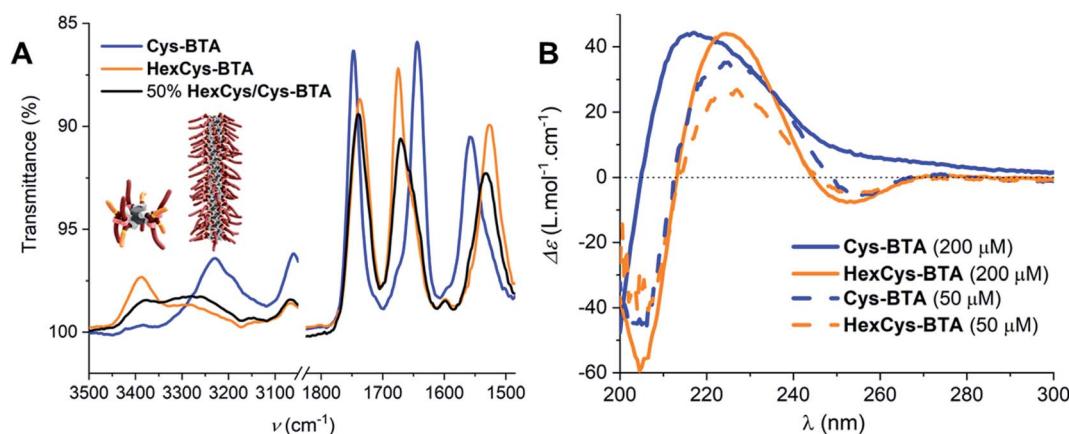 A
Cys-BTA
HexCys-BTA
50% HexCys/Cys-BTA
Transmittance (%)
85
90
95
100
3500 3400 3300 3200 3100 1800 1700 1600 1500
ν (cm⁻¹)
B
Δε (L.mol⁻¹.cm⁻¹)
40
20
0
-20
-40
-60
Cys-BTA (200 μM)
HexCys-BTA (200 μM)
Cys-BTA (50 μM)
HexCys-BTA (50 μM)
200 220 240 260 280 300
λ (nm)